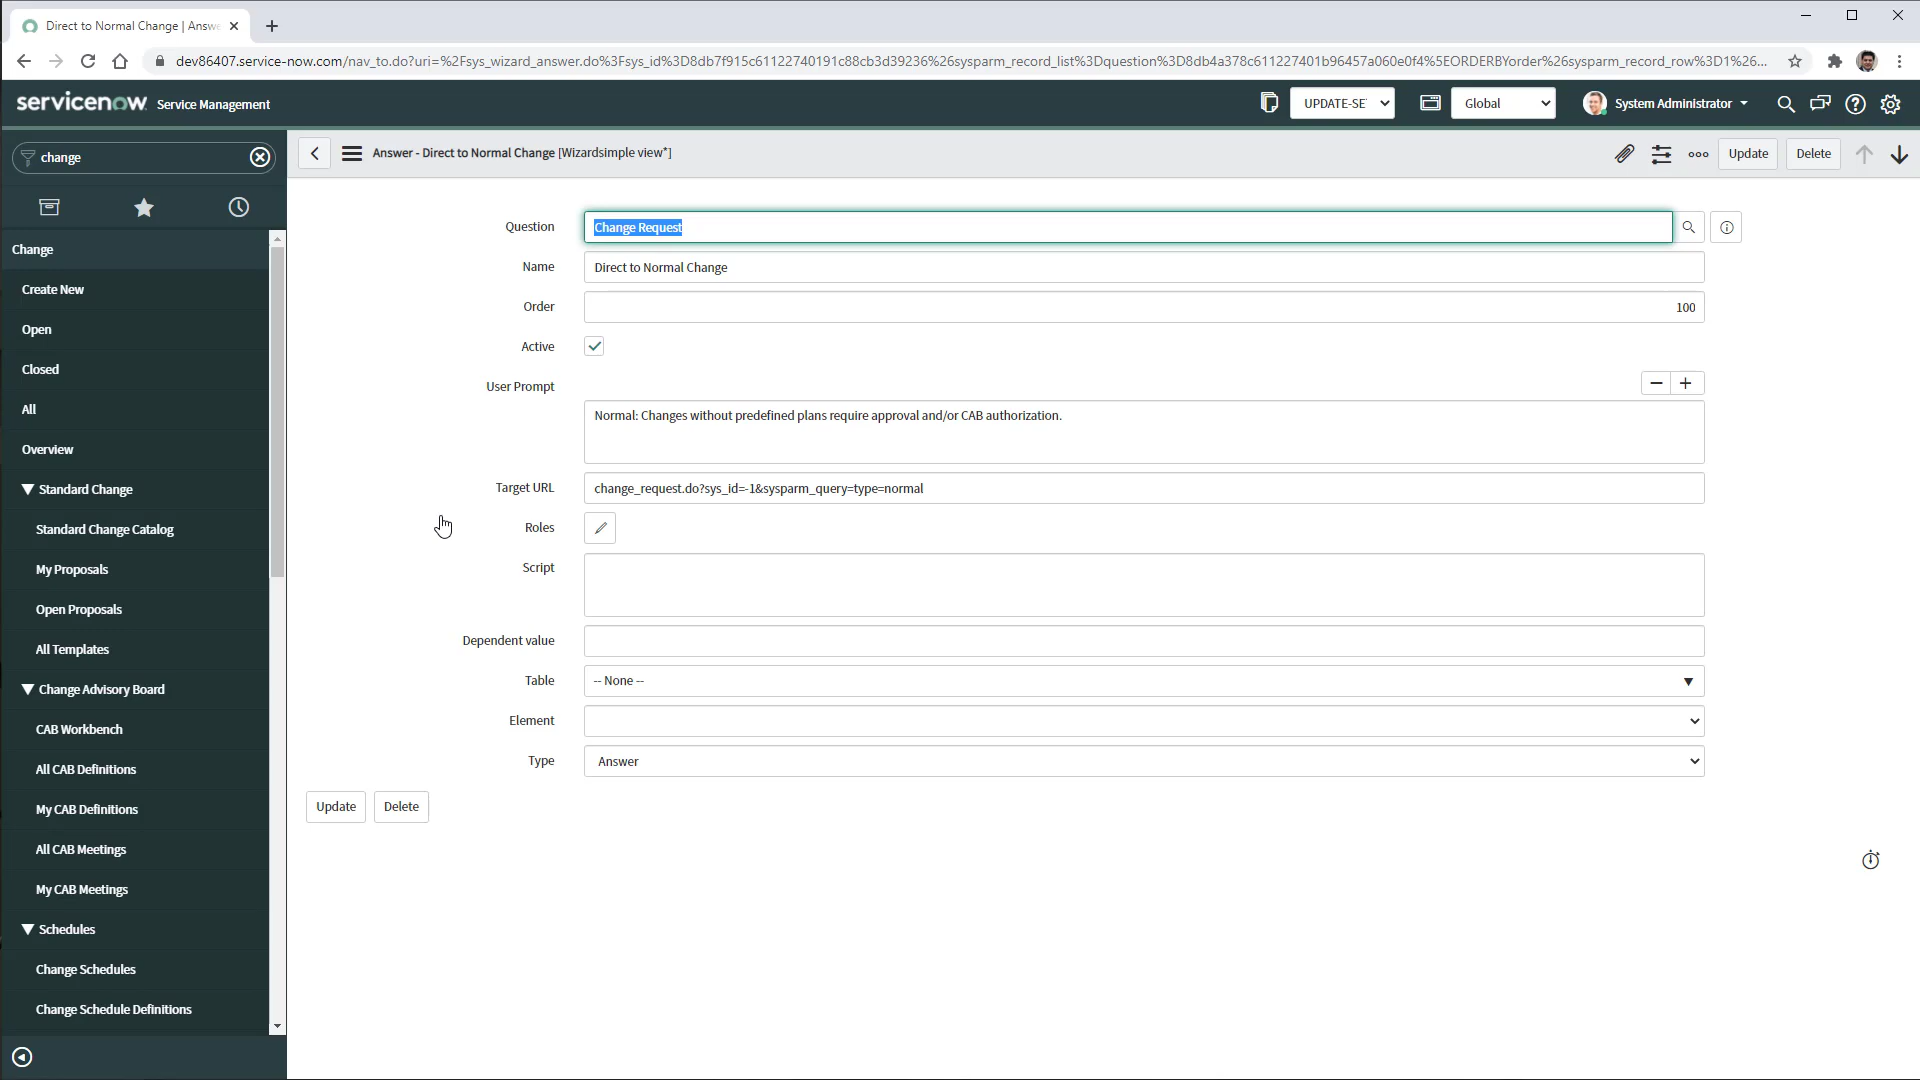 Direct to Normal Change | Answe
dev86407.service-now.com/nav_to.do?uri=%2Fsys_wizard_answer.do%3Fsys_id%3D8db7f915c61122740191c88cb3d39236%26sysparm_record_list%3Dquestion%3D8db4a378c611227401b96457a060e0f4%5EORDERBYorder%26sysparm_record_row%3D1%26...
servicenow Service Management
UPDATE-SE
Global
System Administrator
change
Answer - Direct to Normal Change [Wizardsimple view*]
Update
Delete
Change
Create New
Open
Closed
All
Overview
Standard Change
Standard Change Catalog
My Proposals
Open Proposals
All Templates
Change Advisory Board
CAB Workbench
All CAB Definitions
My CAB Definitions
All CAB Meetings
My CAB Meetings
Schedules
Change Schedules
Change Schedule Definitions
Question Change Request
Name Direct to Normal Change
Order 100
Active
User Prompt
Normal: Changes without predefined plans require approval and/or CAB authorization.
Target URL change_request.do?sys_id=-1&sysparm_query=type=normal
Roles
Script
Dependent value
Table -- None --
Element
Type Answer
Update Delete